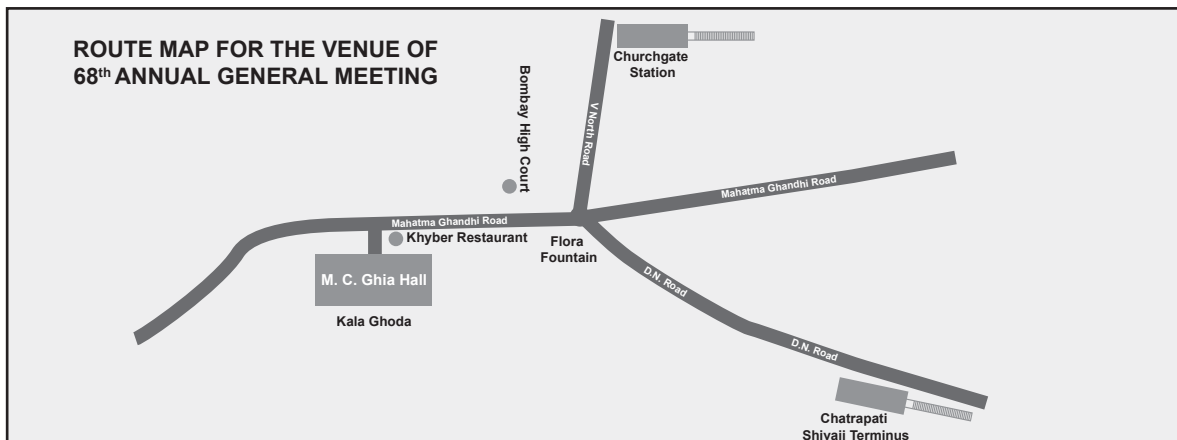 ROUTE MAP FOR THE VENUE OF
68th ANNUAL GENERAL MEETING
Churchgate
Station
Bombay High Court
V North Road
Mahatma Ghandhi Road
Mahatma Ghandhi Road
Khyber Restaurant
Flora
Fountain
M. C. Ghia Hall
Kala Ghoda
D.N. Road
D.N. Road
Chatrapati
Shivaji Terminus